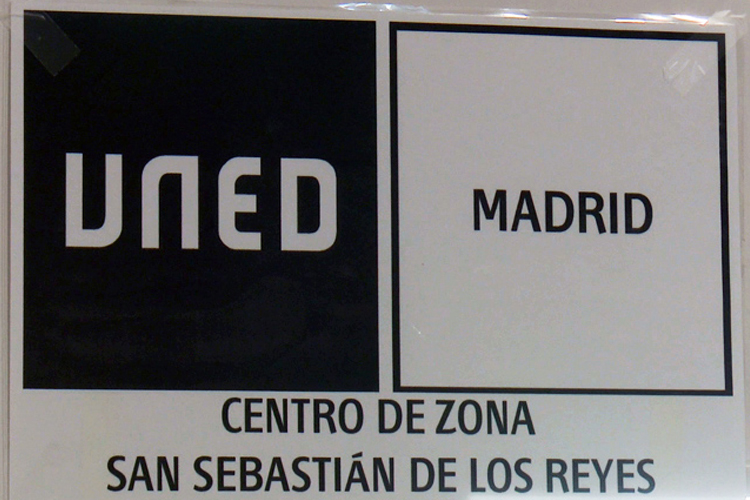 UNED
MADRID
CENTRO DE ZONA
SAN SEBASTIÁN DE LOS REYES